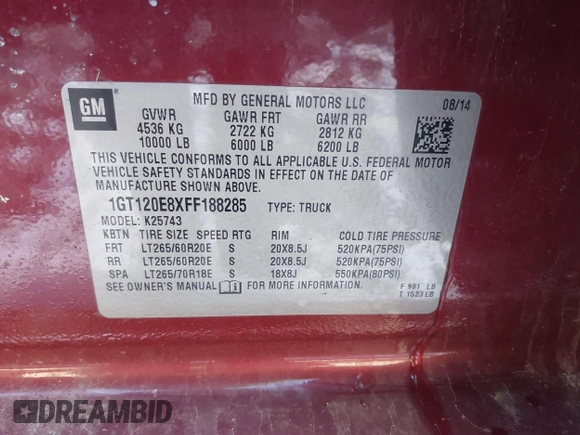 GM
MFD BY GENERAL MOTORS LLC 08/14
GVWR GAWR FRT GAWR RR
4536 KG 2722 KG 2812 KG
10000 LB 6000 LB 6200 LB
THIS VEHICLE CONFORMS TO ALL APPLICABLE U.S. FEDERAL MOTOR
VEHICLE SAFETY STANDARDS IN EFFECT ON THE DATE OF
MANUFACTURE SHOWN ABOVE.
1GT120E8XFF188285 TYPE: TRUCK
MODEL: K25743
KBTN TIRE SIZE SPEED RTG RIM COLD TIRE PRESSURE
FRT LT265/60R20E S 20X8.5J 520KPA(75PSI)
RR LT265/60R20E S 20X8.5J 520KPA(75PSI)
SPA LT265/70R18E S 18X8J 550KPA(80PSI)
SEE OWNER'S MANUAL FOR MORE INFORMATION
F 981 LB
T 1523 LB
DREAMBID